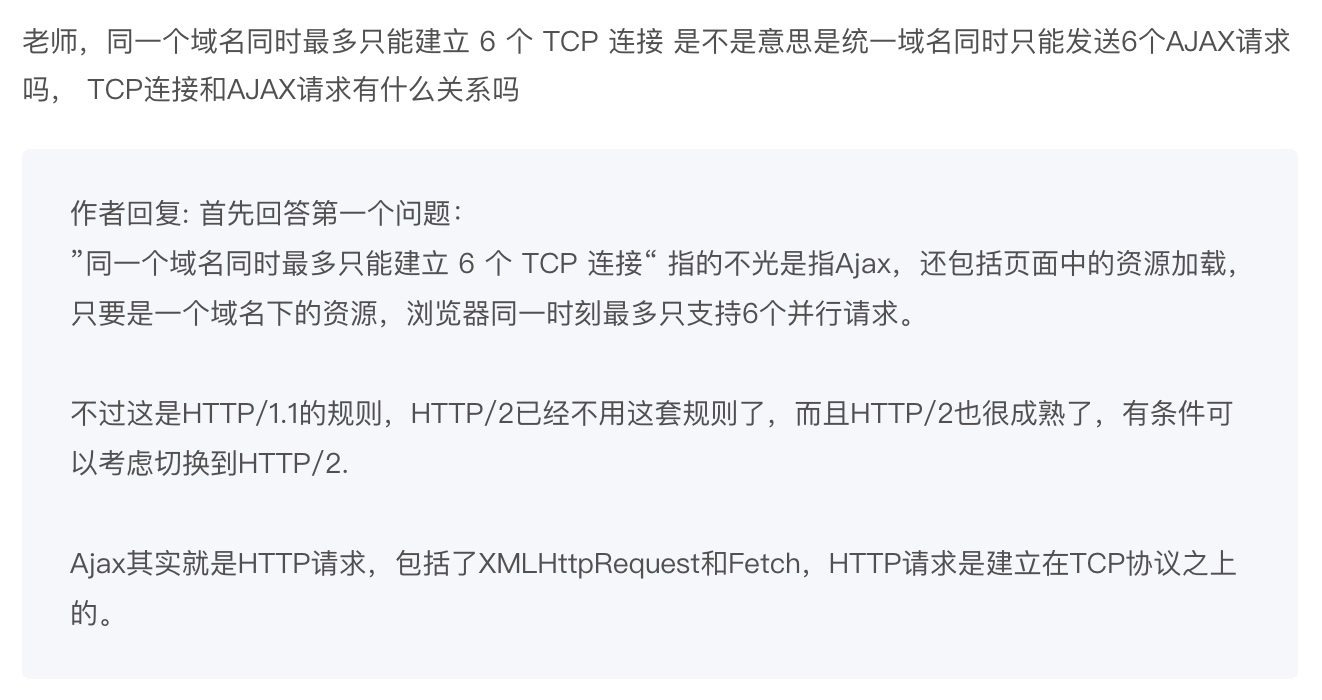 老师，同一个域名同时最多只能建立 6 个 TCP 连接 是不是意思是统一域名同时只能发送6个AJAX请求
吗， TCP连接和AJAX请求有什么关系吗
作者回复: 首先回答第一个问题：
”同一个域名同时最多只能建立 6 个 TCP 连接“ 指的不光是指Ajax，还包括页面中的资源加载，
只要是一个域名下的资源，浏览器同一时刻最多只支持6个并行请求。
不过这是HTTP/1.1的规则，HTTP/2已经不用这套规则了，而且HTTP/2也很成熟了，有条件可
以考虑切换到HTTP/2.
Ajax其实就是HTTP请求，包括了XMLHttpRequest和Fetch，HTTP请求是建立在TCP协议之上
的。